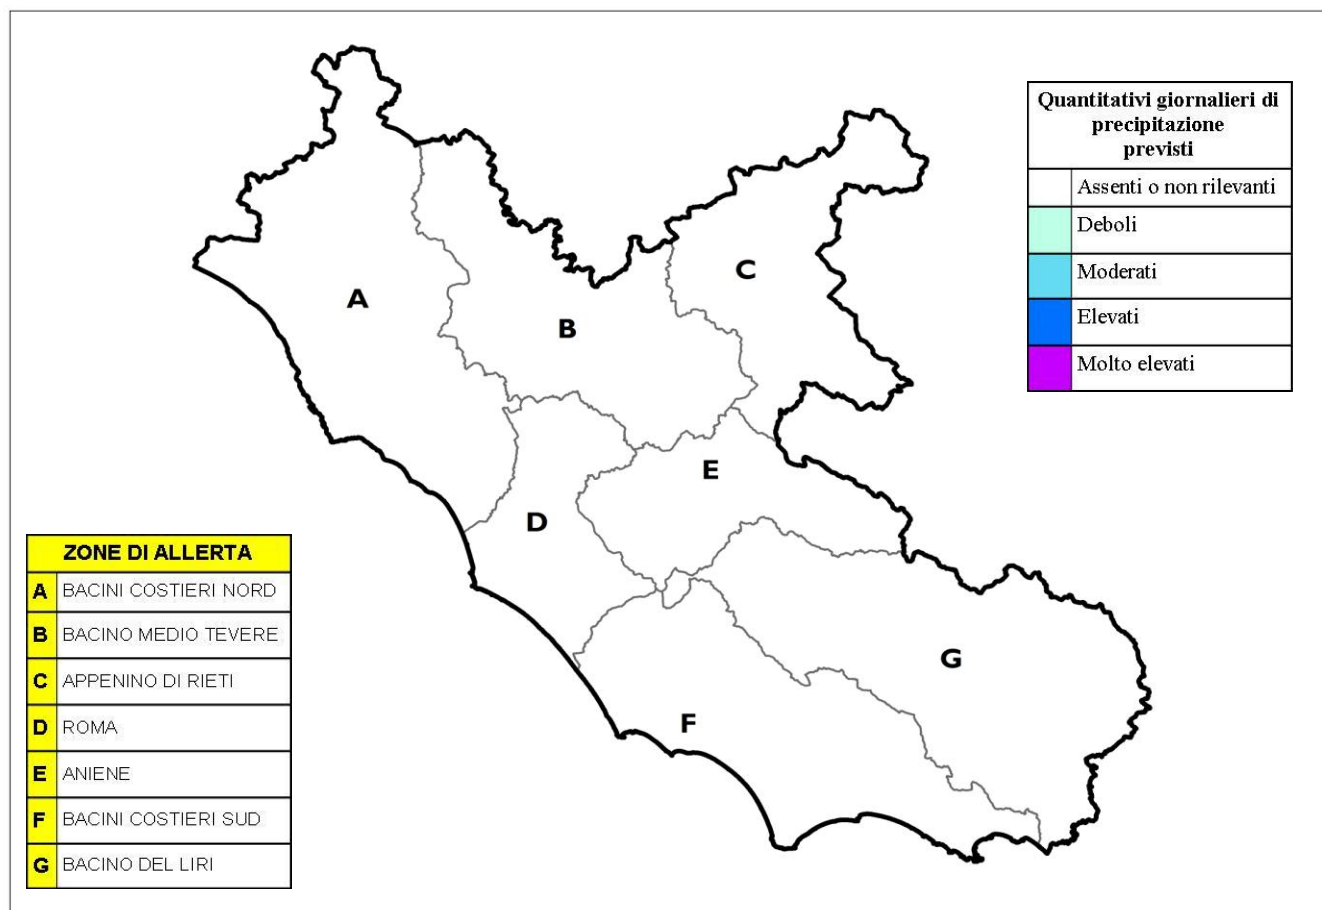 Quantitativi giornalieri di
precipitazione
previsti
Assenti o non rilevanti
Deboli
Moderati
Elevati
Molto elevati
A
B
C
D
E
F
G
ZONE DI ALLERTA
A BACINI COSTIERI NORD
B BACINO MEDIO TEVERE
C APPENINO DI RIETI
D ROMA
E ANIENE
F BACINI COSTIERI SUD
G BACINO DEL LIRI